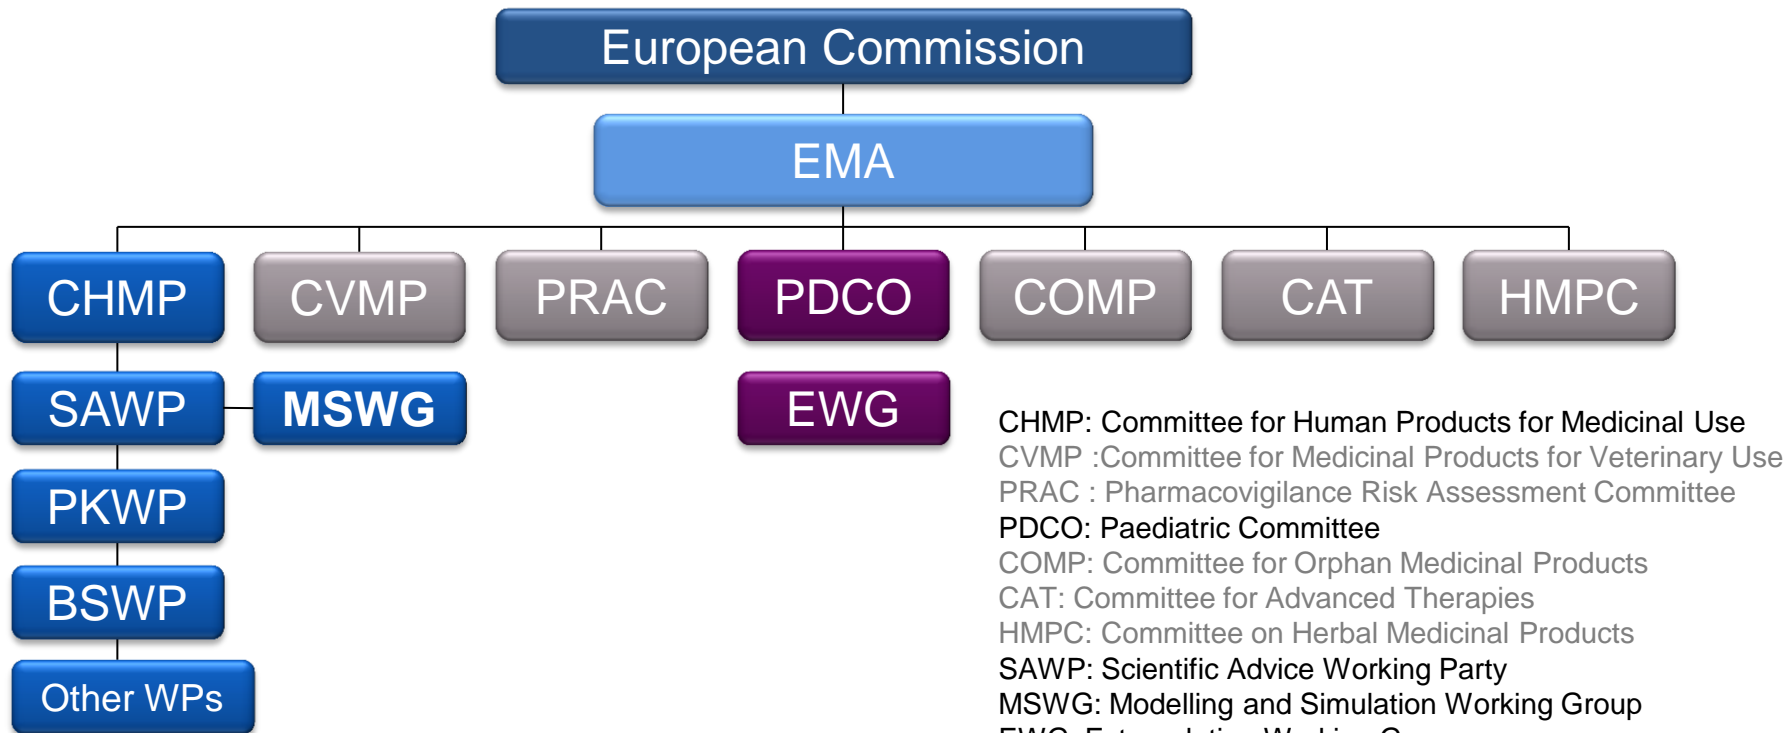 European Commission
EMA
CHMP
CVMP
PRAC
PDCO
COMP
CAT
HMPC
SAWP
MSWG
EWG
PKWP
BSWP
Other WPs
CHMP: Committee for Human Products for Medicinal Use
CVMP :Committee for Medicinal Products for Veterinary Use
PRAC : Pharmacovigilance Risk Assessment Committee
PDCO: Paediatric Committee
COMP: Committee for Orphan Medicinal Products
CAT: Committee for Advanced Therapies
HMPC: Committee on Herbal Medicinal Products
SAWP: Scientific Advice Working Party
MSWG: Modelling and Simulation Working Group